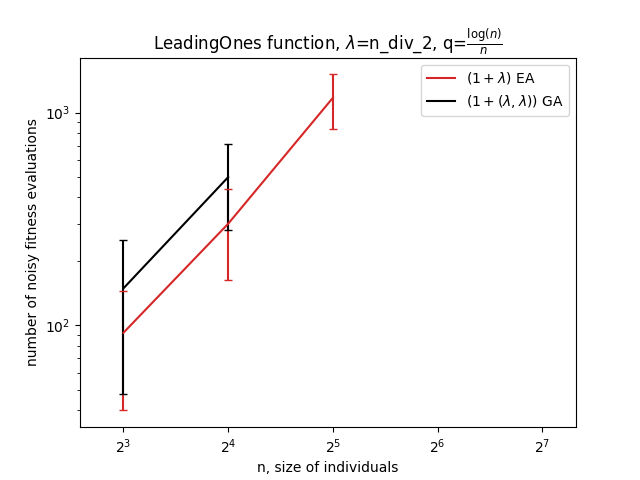 LeadingOnes function, λ=n_div_2, q=log(n)/n
(1 + λ) EA
(1 + (λ, λ)) GA
number of noisy fitness evaluations
10³
10²
2³ 2⁴ 2⁵ 2⁶ 2⁷
n, size of individuals